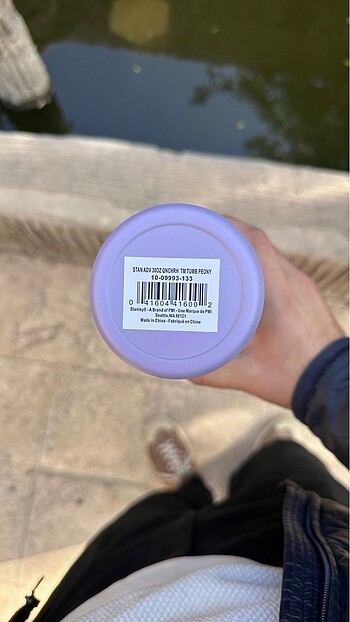 STAN ADV 30OZ QNCHRH TM TUMB PEONY
10-09993-133
0 41604 41600 2
Stanley® - A Brand of PMI - Une Marque de PMI
Seattle, WA 98121
Made in China - Fabriqué en Chine